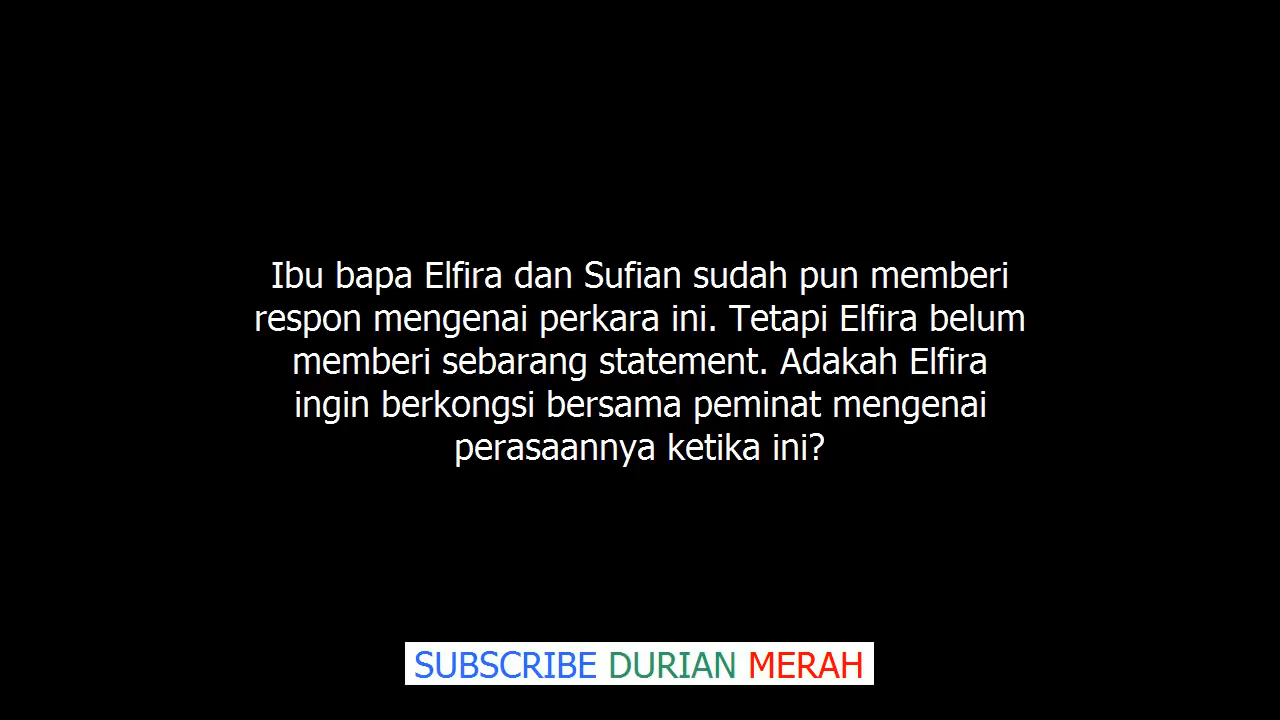 Ibu bapa Elfira dan Sufian sudah pun memberi
respon mengenai perkara ini. Tetapi Elfira belum
memberi sebarang statement. Adakah Elfira
ingin berkongsi bersama peminat mengenai
perasaannya ketika ini?
SUBSCRIBE DURIAN MERAH